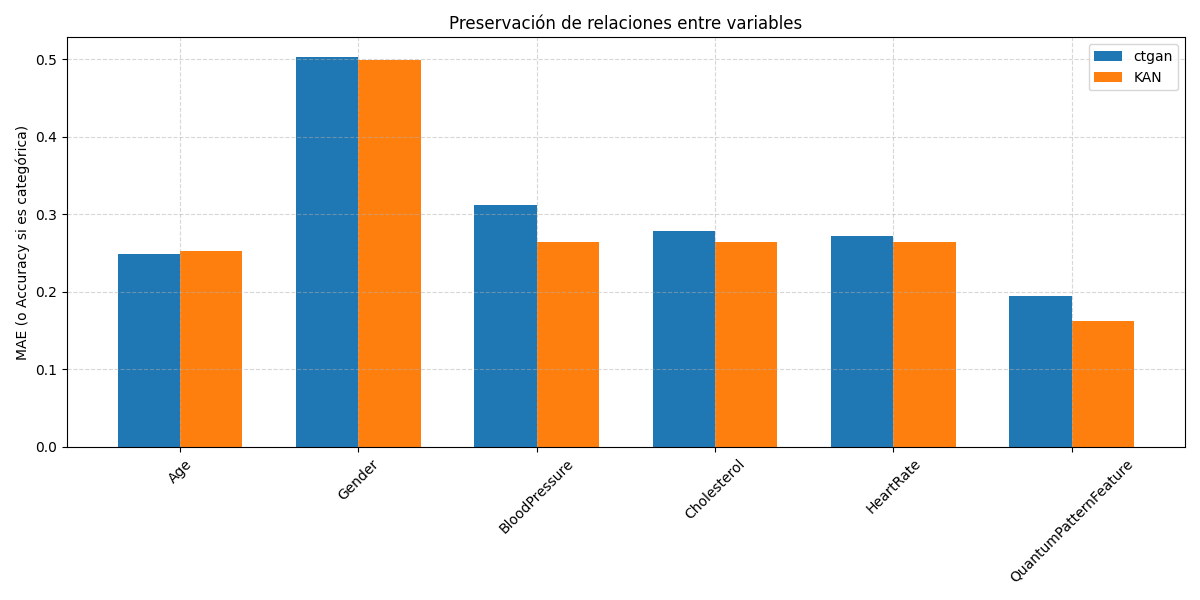 Preservación de relaciones entre variables
ctgan
KAN
MAE (o Accuracy si es categórica)
0.5
0.4
0.3
0.2
0.1
0.0
Age
Gender
BloodPressure
Cholesterol
HeartRate
QuantumPatternFeature